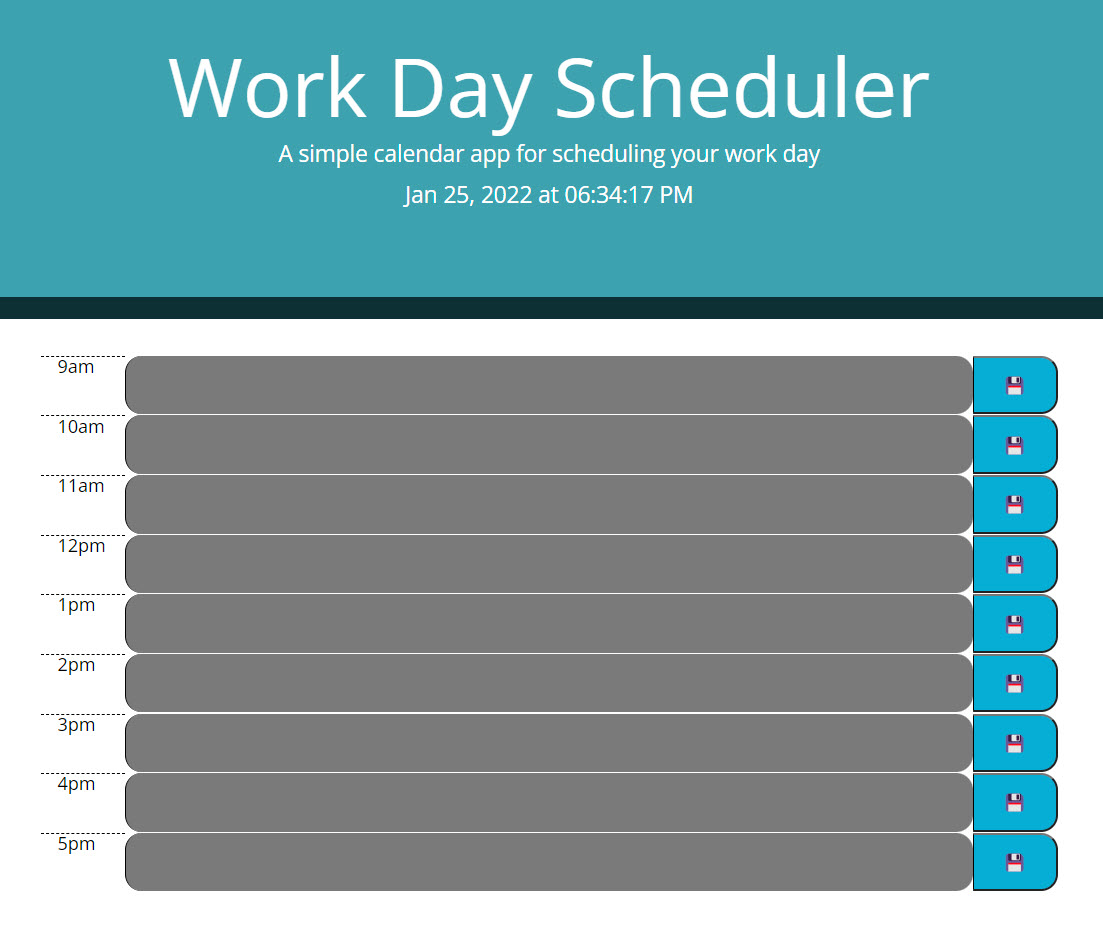 Work Day Scheduler
A simple calendar app for scheduling your work day
Jan 25, 2022 at 06:34:17 PM
9am
10am
11am
12pm
1pm
2pm
3pm
4pm
5pm